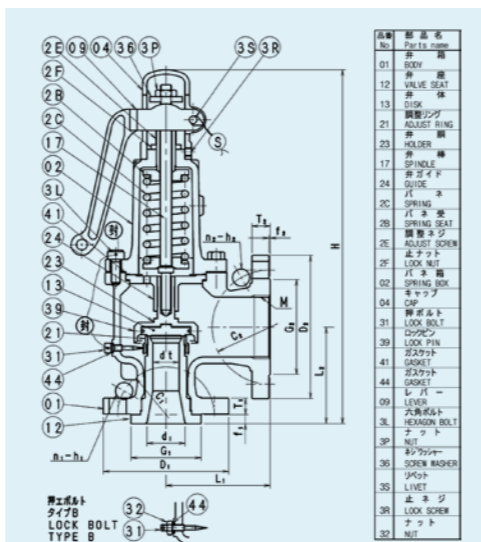 2E 09 04 36 3P 3S 3R
2F
2B
2C
17
02
3L
41
24
23
13
39
21
31
44
01
12
S
封
封
n₂-h₂
T₂
f₂
M
C₂
G₂
D₂
H
L₂
d't
C₁
T₁
f₁
d₁
G₁
D₁
L₁
n₁-h₁
押エボルト
タイプB
LOCK BOLT
TYPE B
32 44
31
品番 部品名
No Parts name
01 弁箱
BODY
12 弁座
VALVE SEAT
13 弁体
DISK
21 調整リング
ADJUST RING
23 弁胴
HOLDER
17 弁棒
SPINDLE
24 弁ガイド
GUIDE
2C バネ
SPRING
2B バネ受
SPRING SEAT
2E 調整ネジ
ADJUST SCREW
2F 止ナット
LOCK NUT
02 バネ箱
SPRING BOX
04 キャップ
CAP
31 押ボルト
LOCK BOLT
39 ロックピン
LOCK PIN
41 ガスケット
GASKET
44 ガスケット
GASKET
09 レバー
LEVER
3L 六角ボルト
HEXAGON BOLT
3P ナット
NUT
36 ネジワッシャー
SCREW WASHER
3S リベット
LIVET
3R 止ネジ
LOCK SCREW
32 ナット
NUT